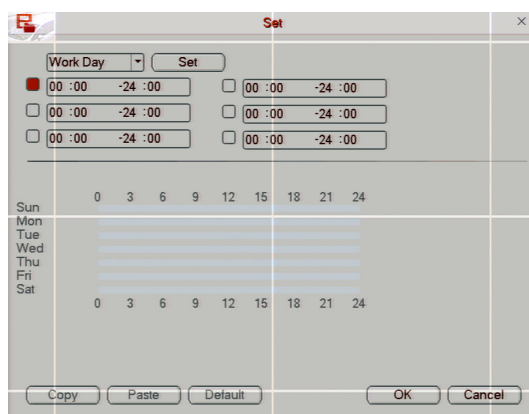 Set
Work Day Set
00 :00 -24 :00 00 :00 -24 :00
00 :00 -24 :00 00 :00 -24 :00
00 :00 -24 :00 00 :00 -24 :00
0 3 6 9 12 15 18 21 24
Sun
Mon
Tue
Wed
Thu
Fri
Sat
0 3 6 9 12 15 18 21 24
Copy Paste Default OK Cancel